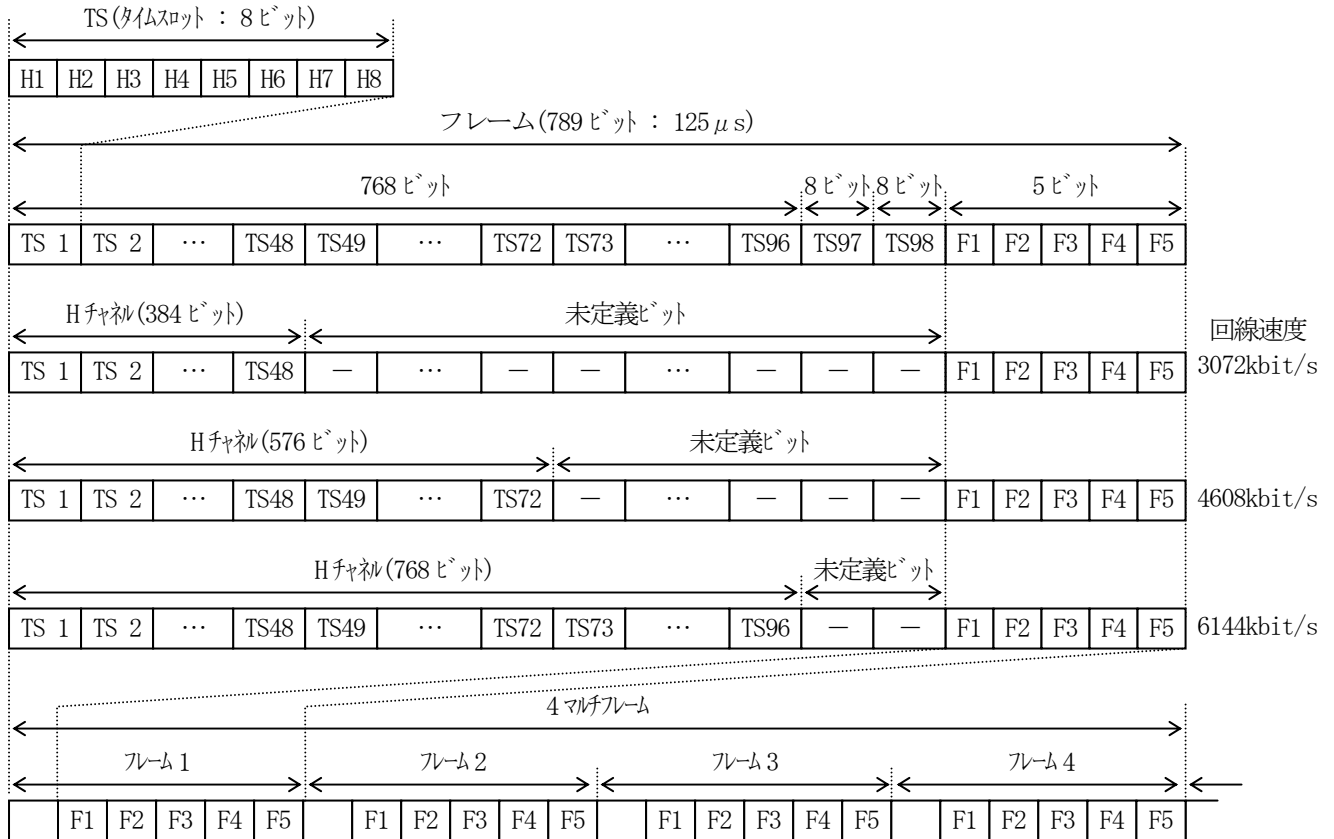 TS(ﾀｲﾑｽﾛｯﾄ : 8ﾋﾞｯﾄ)
H1 H2 H3 H4 H5 H6 H7 H8
フレーム(789ﾋﾞｯﾄ : 125μs)
768ﾋﾞｯﾄ 8ﾋﾞｯﾄ 8ﾋﾞｯﾄ 5ﾋﾞｯﾄ
TS 1 TS 2 … TS48 TS49 … TS72 TS73 … TS96 TS97 TS98 F1 F2 F3 F4 F5
Hﾁｬﾈﾙ(384ﾋﾞｯﾄ) 未定義ﾋﾞｯﾄ 回線速度
TS 1 TS 2 … TS48 － … － － … － － － F1 F2 F3 F4 F5 3072kbit/s
Hﾁｬﾈﾙ(576ﾋﾞｯﾄ) 未定義ﾋﾞｯﾄ
TS 1 TS 2 … TS48 TS49 … TS72 － … － － － F1 F2 F3 F4 F5 4608kbit/s
Hﾁｬﾈﾙ(768ﾋﾞｯﾄ) 未定義ﾋﾞｯﾄ
TS 1 TS 2 … TS48 TS49 … TS72 TS73 … TS96 － － F1 F2 F3 F4 F5 6144kbit/s
4ﾏﾙﾁﾌﾚｰﾑ
ﾌﾚｰﾑ1 ﾌﾚｰﾑ2 ﾌﾚｰﾑ3 ﾌﾚｰﾑ4
F1 F2 F3 F4 F5 F1 F2 F3 F4 F5 F1 F2 F3 F4 F5 F1 F2 F3 F4 F5